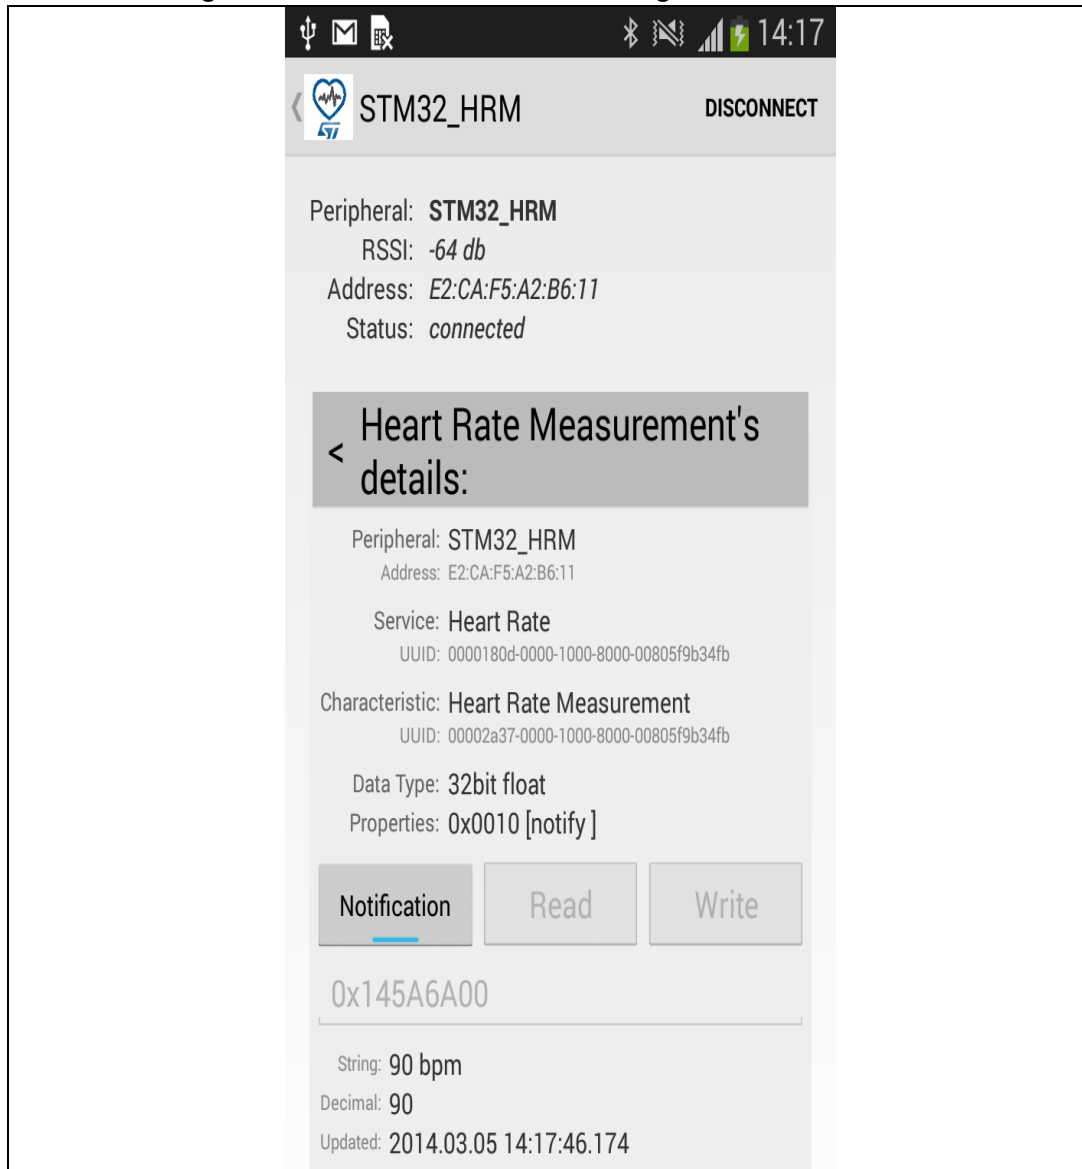 14:17
STM32_HRM DISCONNECT
Peripheral: STM32_HRM
RSSI: -64 db
Address: E2:CA:F5:A2:B6:11
Status: connected
< Heart Rate Measurement's
details:
Peripheral: STM32_HRM
Address: E2:CA:F5:A2:B6:11
Service: Heart Rate
UUID: 0000180d-0000-1000-8000-00805f9b34fb
Characteristic: Heart Rate Measurement
UUID: 00002a37-0000-1000-8000-00805f9b34fb
Data Type: 32bit float
Properties: 0x0010 [notify ]
Notification Read Write
0x145A6A00
String: 90 bpm
Decimal: 90
Updated: 2014.03.05 14:17:46.174